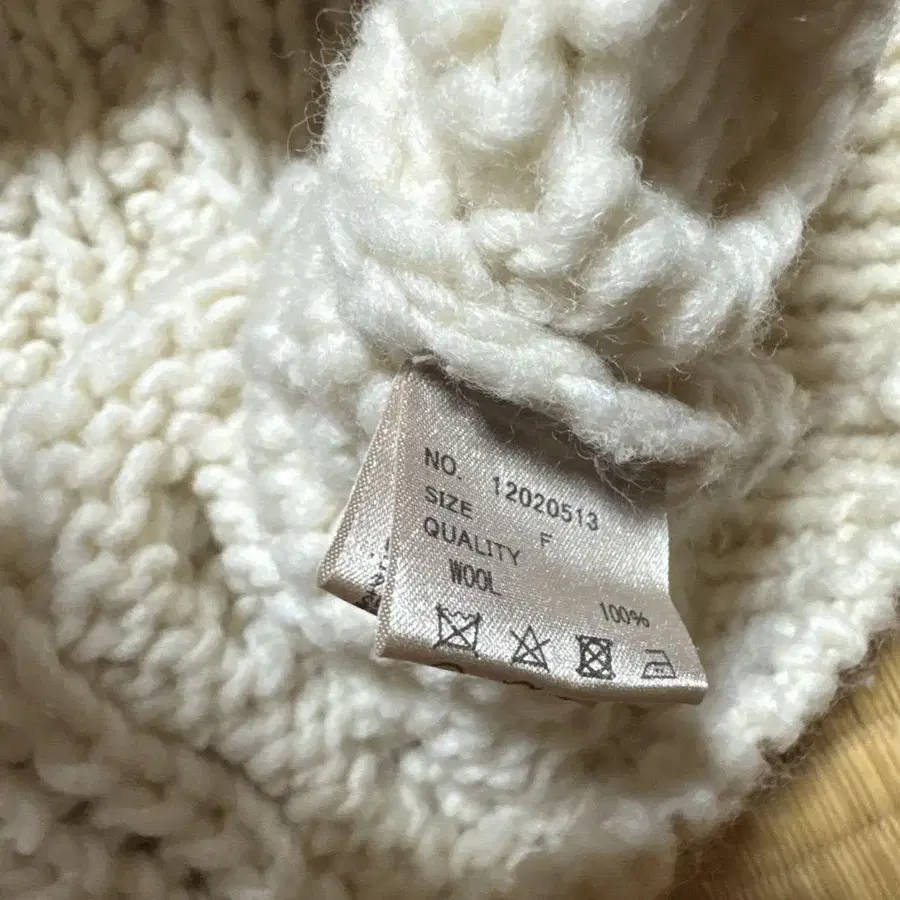 NO. 12020513
SIZE F
QUALITY
WOOL 100%